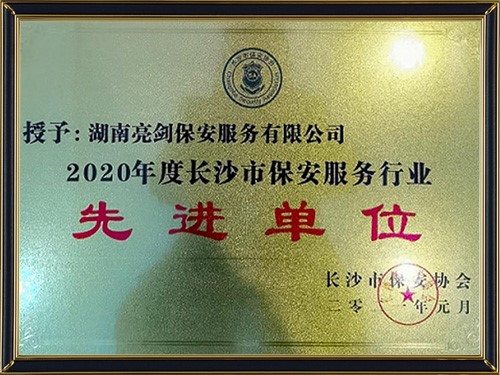 授予：湖南亮剑保安服务有限公司
2020年度长沙市保安服务行业
先进单位
长沙市保安协会
二零二一年元月